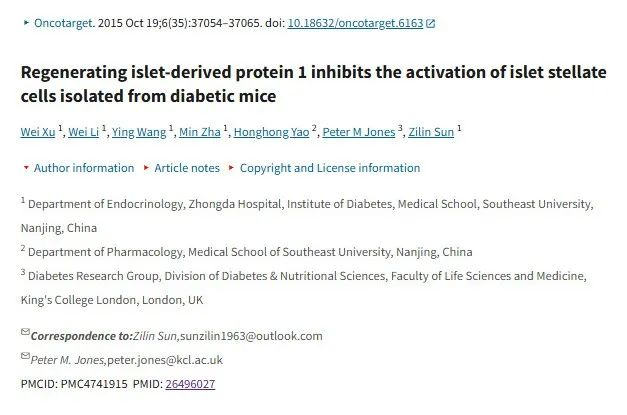 Oncotarget. 2015 Oct 19;6(35):37054–37065. doi: 10.18632/oncotarget.6163
Regenerating islet-derived protein 1 inhibits the activation of islet stellate
cells isolated from diabetic mice
Wei Xu 1, Wei Li 1, Ying Wang 1, Min Zha 1, Honghong Yao 2, Peter M Jones 3, Zilin Sun 1
Author information Article notes Copyright and License information
1 Department of Endocrinology, Zhongda Hospital, Institute of Diabetes, Medical School, Southeast University,
Nanjing, China
2 Department of Pharmacology, Medical School of Southeast University, Nanjing, China
3 Diabetes Research Group, Division of Diabetes & Nutritional Sciences, Faculty of Life Sciences and Medicine,
King's College London, London, UK
Correspondence to:Zilin Sun,sunzilin1963@outlook.com
Peter M. Jones,peter.jones@kcl.ac.uk
PMCID: PMC4741915 PMID: 26496027